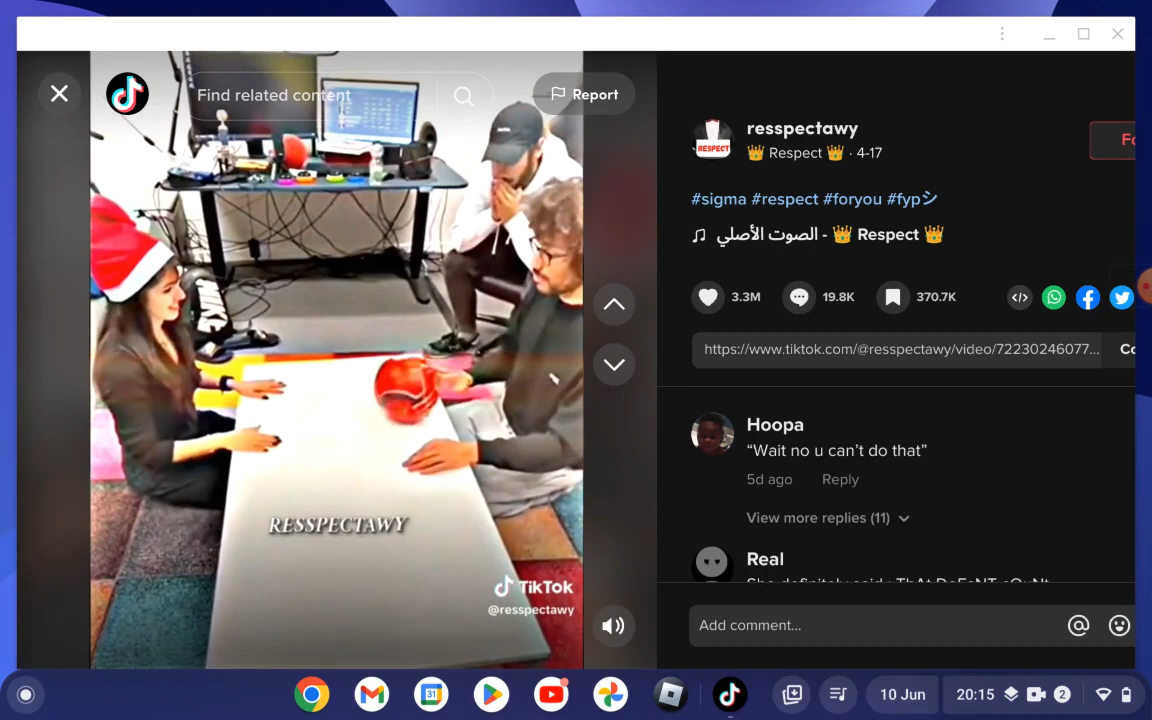 Find related content
Report
resspectawy
👑 Respect 👑 · 4-17
#sigma #respect #foryou #fypシ
♫ الصوت الأصلي - 👑 Respect 👑
3.3M
19.8K
370.7K
https://www.tiktok.com/@resspectawy/video/72230246077...
Hoopa
“Wait no u can’t do that”
5d ago Reply
View more replies (11)
Real
Add comment...
RESPECT
RESSPECTAWY
TikTok
@resspectawy
31
10 Jun
20:15
2